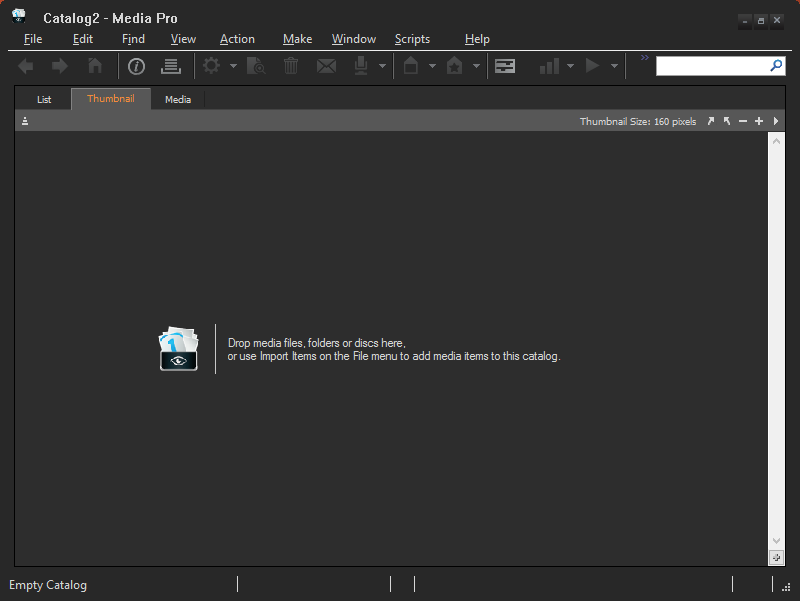 Catalog2 - Media Pro
File Edit Find View Action Make Window Scripts Help
List Thumbnail Media
Thumbnail Size: 160 pixels
1
Drop media files, folders or discs here,
or use Import Items on the File menu to add media items to this catalog.
Empty Catalog